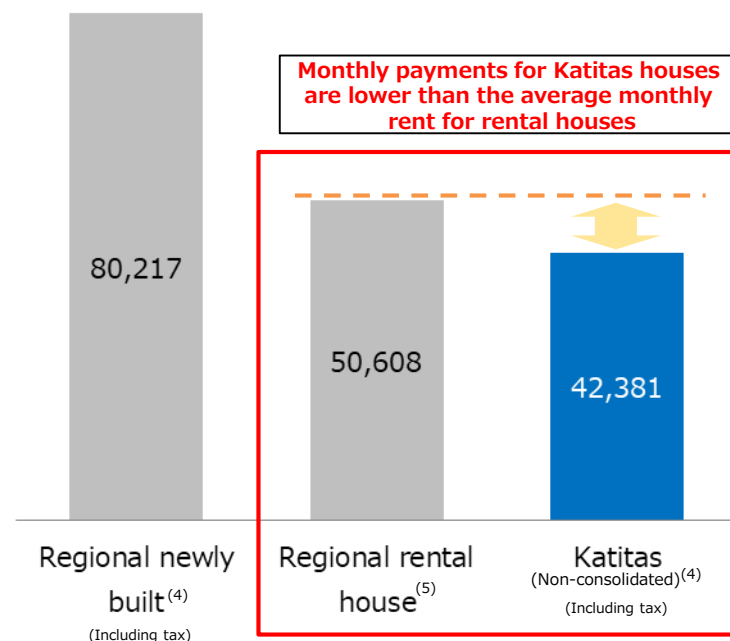 Monthly payments for Katitas houses
are lower than the average monthly
rent for rental houses
80,217
50,608
42,381
Regional newly
built(4)
(Including tax)
Regional rental
house(5)
Katitas
(Non-consolidated)(4)
(Including tax)